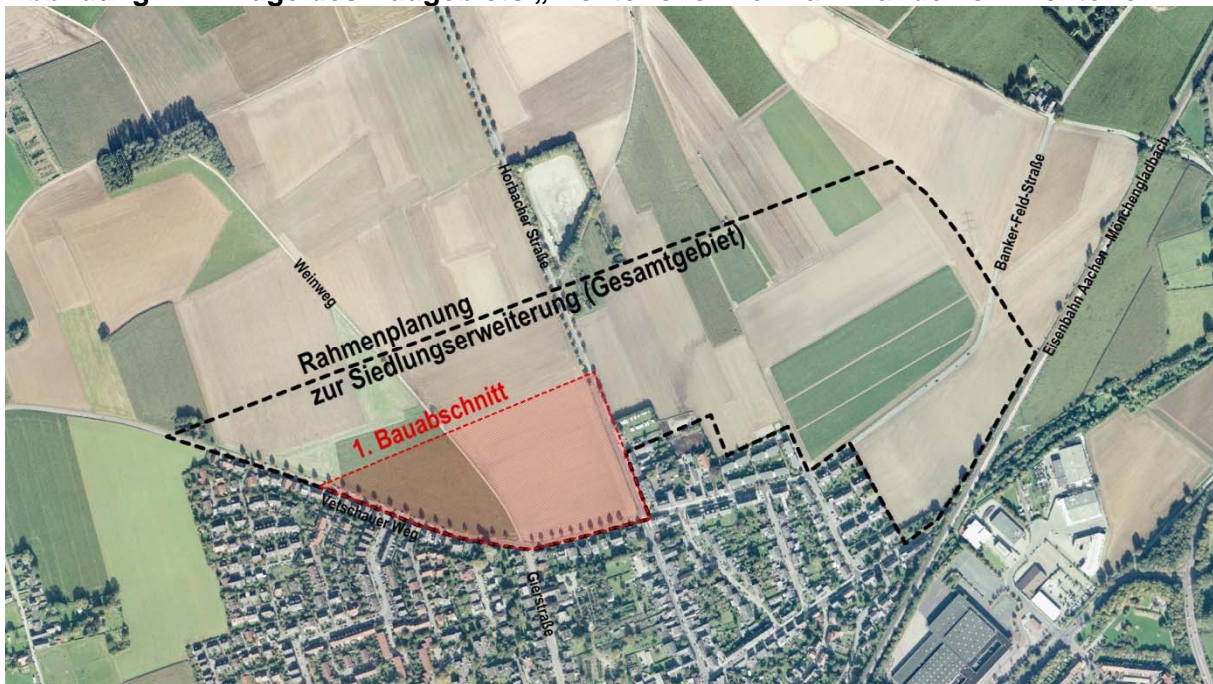 Horbacher Straße
Banker-Feld-Straße
Eisenbahn Aachen - Mönchengladbach
Weinweg
Rahmenplanung
zur Siedlungserweiterung (Gesamtgebiet)
1. Bauabschnitt
Vetschauer Weg
Gierstraße